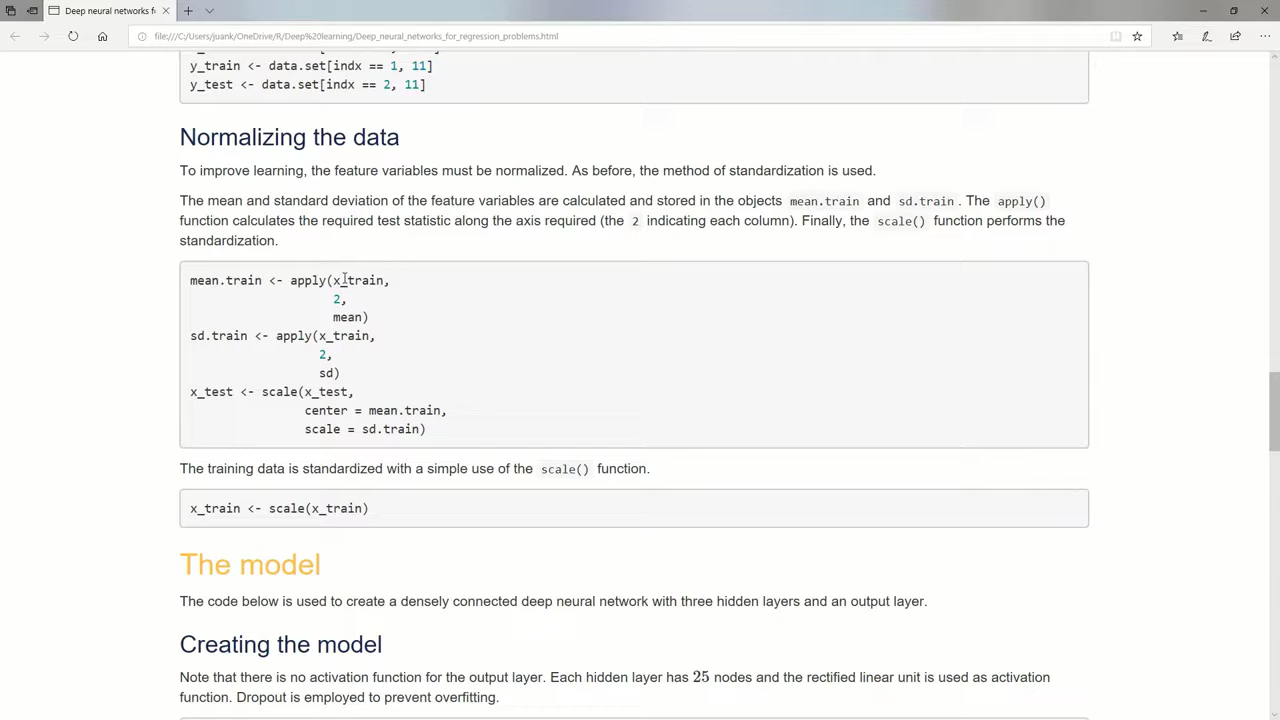 Deep neural networks f
file:///C:/Users/juank/OneDrive/R/Deep%20learning/Deep_neural_networks_for_regression_problems.html
y_train <- data.set[indx == 1, 11]
y_test <- data.set[indx == 2, 11]
Normalizing the data
To improve learning, the feature variables must be normalized. As before, the method of standardization is used.
The mean and standard deviation of the feature variables are calculated and stored in the objects mean.train and sd.train. The apply()
function calculates the required test statistic along the axis required (the 2 indicating each column). Finally, the scale() function performs the
standardization.
mean.train <- apply(x_train,
2,
mean)
sd.train <- apply(x_train,
2,
sd)
x_test <- scale(x_test,
center = mean.train,
scale = sd.train)
The training data is standardized with a simple use of the scale() function.
x_train <- scale(x_train)
The model
The code below is used to create a densely connected deep neural network with three hidden layers and an output layer.
Creating the model
Note that there is no activation function for the output layer. Each hidden layer has 25 nodes and the rectified linear unit is used as activation
function. Dropout is employed to prevent overfitting.